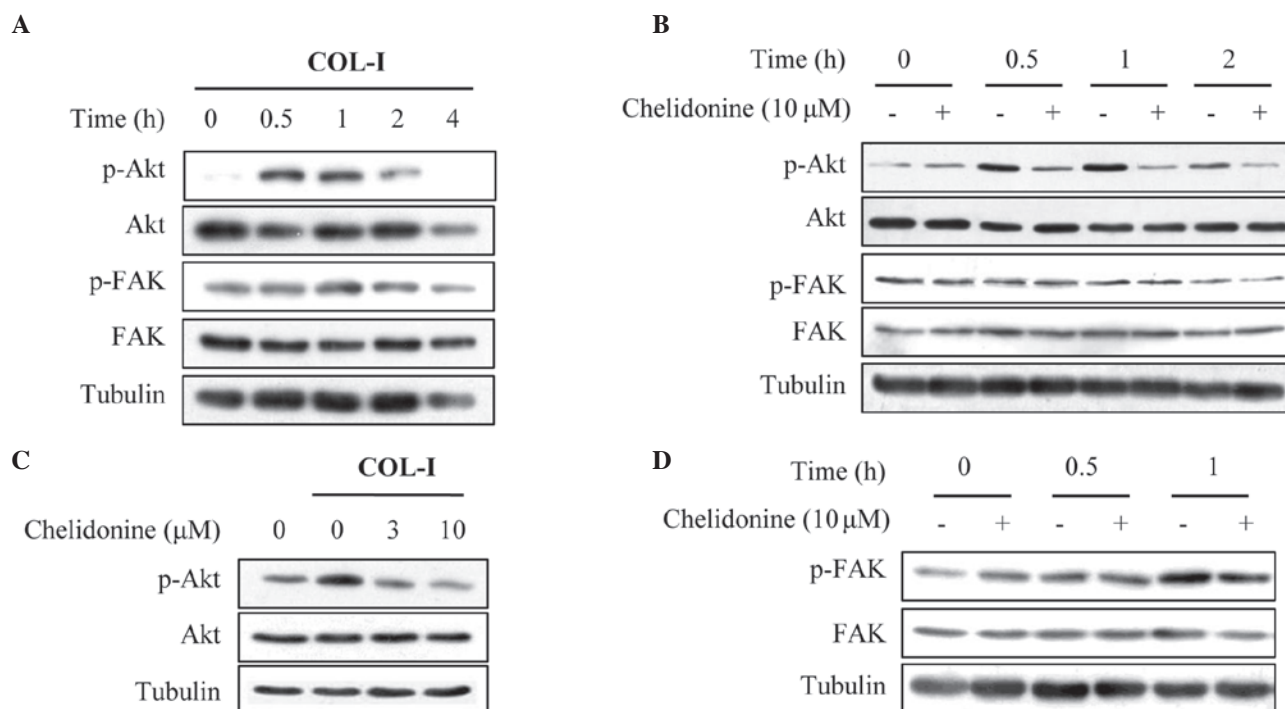 A
COL-I
Time (h) 0 0.5 1 2 4
p-Akt
Akt
p-FAK
FAK
Tubulin
B
Time (h) 0 0.5 1 2
Chelidonine (10 µM) - + - + - + - +
p-Akt
Akt
p-FAK
FAK
Tubulin
C
COL-I
Chelidonine (µM) 0 0 3 10
p-Akt
Akt
Tubulin
D
Time (h) 0 0.5 1
Chelidonine (10 µM) - + - + - +
p-FAK
FAK
Tubulin